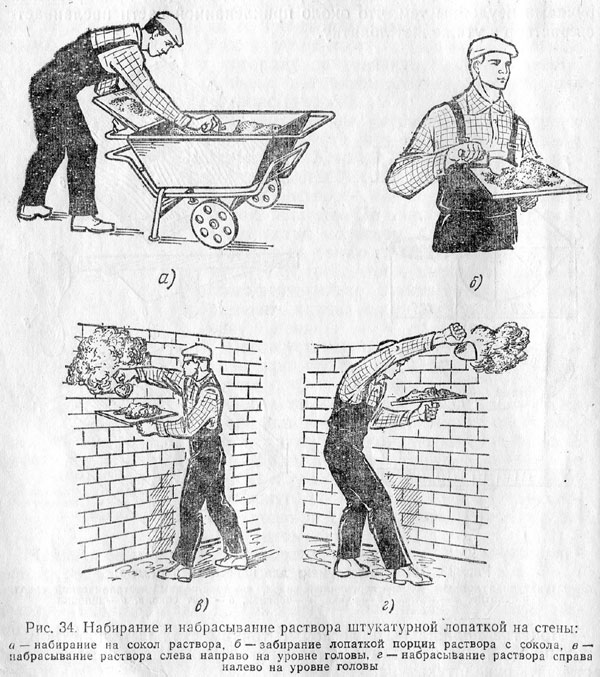 а)
б)
в)
г)
Рис. 34. Набирание и набрасывание раствора штукатурной лопаткой на стены:
а — набирание на сокол раствора, б — забирание лопаткой порции раствора с сокола, в —
набрасывание раствора слева направо на уровне головы, г — набрасывание раствора справа
налево на уровне головы